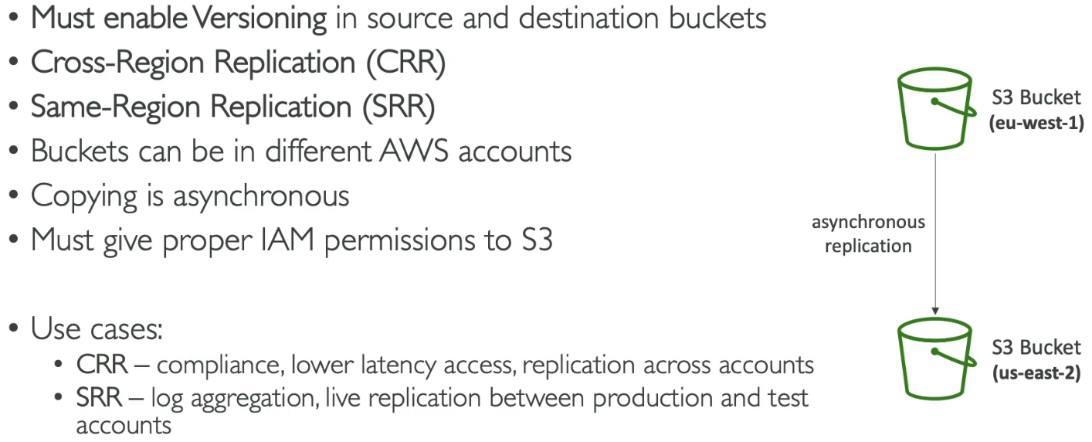 • Must enable Versioning in source and destination buckets
• Cross-Region Replication (CRR)
• Same-Region Replication (SRR)
• Buckets can be in different AWS accounts
• Copying is asynchronous
• Must give proper IAM permissions to S3
• Use cases:
• CRR – compliance, lower latency access, replication across accounts
• SRR – log aggregation, live replication between production and test
accounts
S3 Bucket
(eu-west-1)
asynchronous
replication
S3 Bucket
(us-east-2)